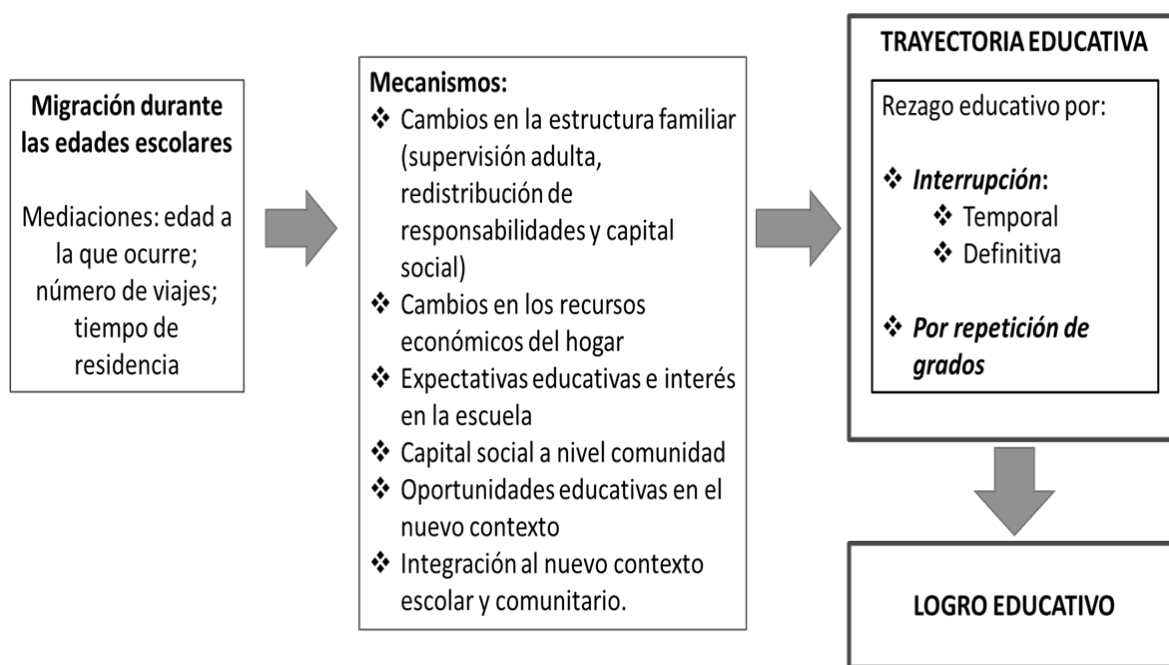 Migración durante
las edades escolares
Mediaciones: edad a
la que ocurre;
número de viajes;
tiempo de
residencia
Mecanismos:
❖ Cambios en la estructura familiar
(supervisión adulta,
redistribución de
responsabilidades y capital
social)
❖ Cambios en los recursos
económicos del hogar
❖ Expectativas educativas e interés
en la escuela
❖ Capital social a nivel comunidad
❖ Oportunidades educativas en el
nuevo contexto
❖ Integración al nuevo contexto
escolar y comunitario.
TRAYECTORIA EDUCATIVA
Rezago educativo por:
❖ Interrupción:
❖ Temporal
❖ Definitiva
❖ Por repetición de
grados
LOGRO EDUCATIVO